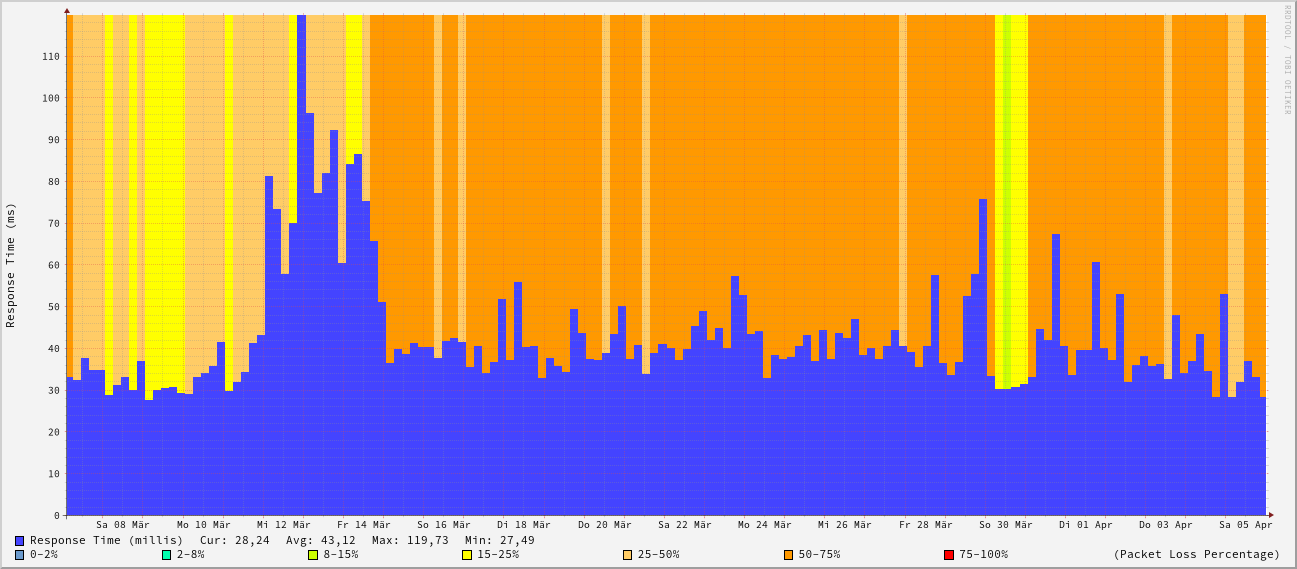 RRDTOOL / TOBI OETIKER
Response Time (ms)
110
100
90
80
70
60
50
40
30
20
10
0
Sa 08 Mär Mo 10 Mär Mi 12 Mär Fr 14 Mär So 16 Mär Di 18 Mär Do 20 Mär Sa 22 Mär Mo 24 Mär Mi 26 Mär Fr 28 Mär So 30 Mär Di 01 Apr Do 03 Apr Sa 05 Apr
Response Time (millis) Cur: 28,24 Avg: 43,12 Max: 119,73 Min: 27,49
0-2% 2-8% 8-15% 15-25% 25-50% 50-75% 75-100% (Packet Loss Percentage)